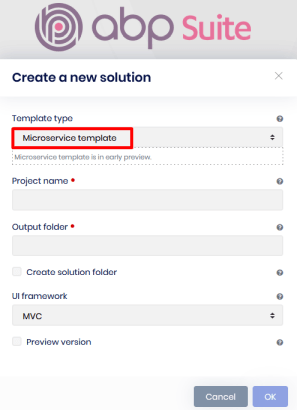 abp Suite
Create a new solution
Template type
Microservice template
Microservice template is in early preview.
Project name
Output folder
Create solution folder
UI framework
MVC
Preview version
Cancel OK